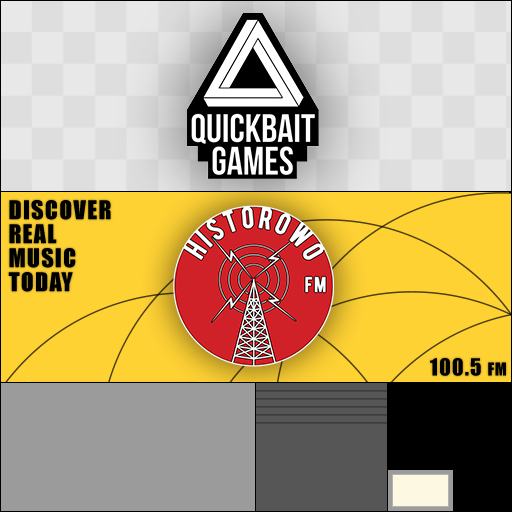 QUICKBAIT
GAMES
DISCOVER
REAL
MUSIC
TODAY
HISTOROWO
FM
100.5 FM